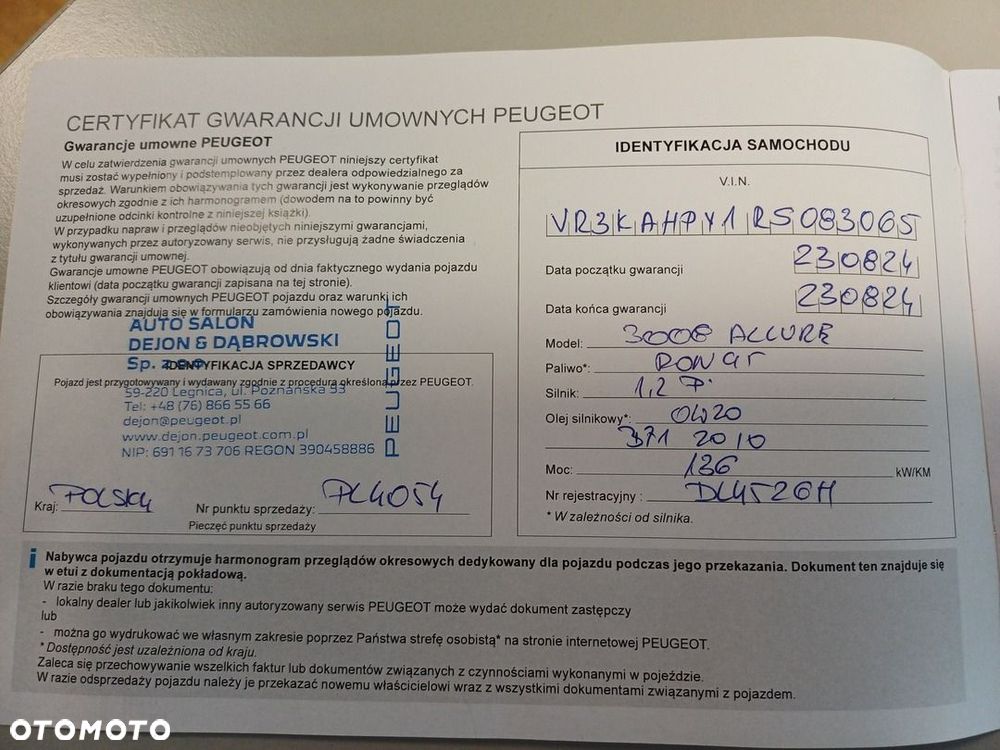 CERTYFIKAT GWARANCJI UMOWNYCH PEUGEOT
Gwarancje umowne PEUGEOT
W celu zatwierdzenia gwarancji umownych PEUGEOT niniejszy certyfikat
musi zostać wypełniony i podstemplowany przez dealera odpowiedzialnego za
sprzedaż. Warunkiem obowiązywania tych gwarancji jest wykonywanie przeglądów
okresowych zgodnie z ich harmonogramem (dowodem na to powinny być
uzupełnione odcinki kontrolne z niniejszej książki).
W przypadku napraw i przeglądów nieobjętych niniejszymi gwarancjami,
wykonywanych przez autoryzowany serwis, nie przysługują żadne świadczenia
z tytułu gwarancji umownej.
Gwarancje umowne PEUGEOT obowiązują od dnia faktycznego wydania pojazdu
klientowi (data początku gwarancji zapisana na tej stronie).
Szczegóły gwarancji umownych PEUGEOT pojazdu oraz warunki ich
obowiązywania znajdują się w formularzu zamówienia nowego pojazdu.
AUTO SALON
DEJON & DĄBROWSKI
Sp. z o.o.
IDENTYFIKACJA SPRZEDAWCY
Pojazd jest przygotowywany i wydawany zgodnie z procedurą określoną przez PEUGEOT.
59-220 Legnica, ul. Poznańska 53
Tel: +48 (76) 866 55 66
dejon@peugeot.pl
www.dejon.peugeot.com.pl
NIP: 691 16 73 706 REGON 390458886
PEUGEOT
Kraj: POLSKA Nr punktu sprzedaży: PL4054
Pieczęć punktu sprzedaży
IDENTYFIKACJA SAMOCHODU
V.I.N.
VR3KAHPY1RS083065
Data początku gwarancji 230824
Data końca gwarancji 230824
Model: 3008 ALLURE
Paliwo*:
Silnik: 1,2 P.
Olej silnikowy*: 0W20
B71 2010
Moc: 136 kW/KM
Nr rejestracyjny : DL4526H
* W zależności od silnika.
i Nabywca pojazdu otrzymuje harmonogram przeglądów okresowych dedykowany dla pojazdu podczas jego przekazania. Dokument ten znajduje się
w etui z dokumentacją pokładową.
W razie braku tego dokumentu:
- lokalny dealer lub jakikolwiek inny autoryzowany serwis PEUGEOT może wydać dokument zastępczy
lub
- można go wydrukować we własnym zakresie poprzez Państwa strefę osobistą* na stronie internetowej PEUGEOT.
* Dostępność jest uzależniona od kraju.
Zaleca się przechowywanie wszelkich faktur lub dokumentów związanych z czynnościami wykonanymi w pojeździe.
W razie odsprzedaży pojazdu należy je przekazać nowemu właścicielowi wraz z wszystkimi dokumentami związanymi z pojazdem.
OTOMOTO